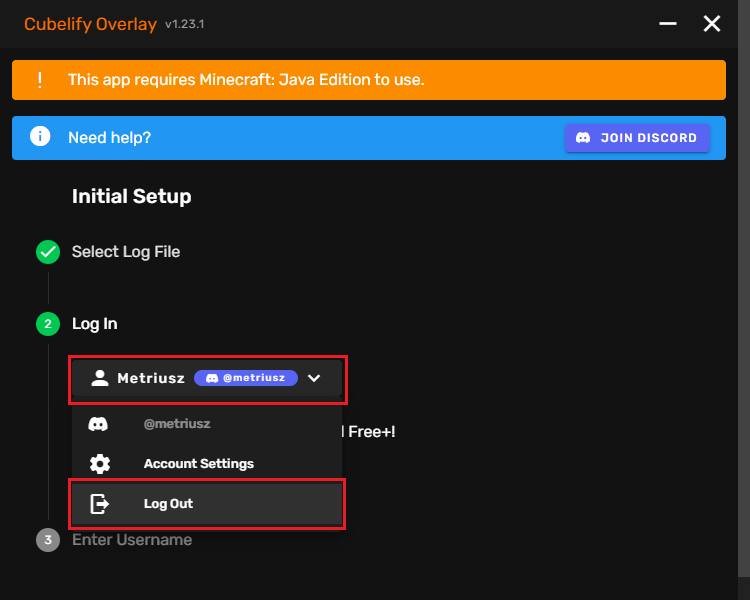 Cubelify Overlay v1.23.1
! This app requires Minecraft: Java Edition to use.
Need help? JOIN DISCORD
Initial Setup
Select Log File
2 Log In
Metriusz @metriusz
@metriusz
Free+!
Account Settings
Log Out
3 Enter Username